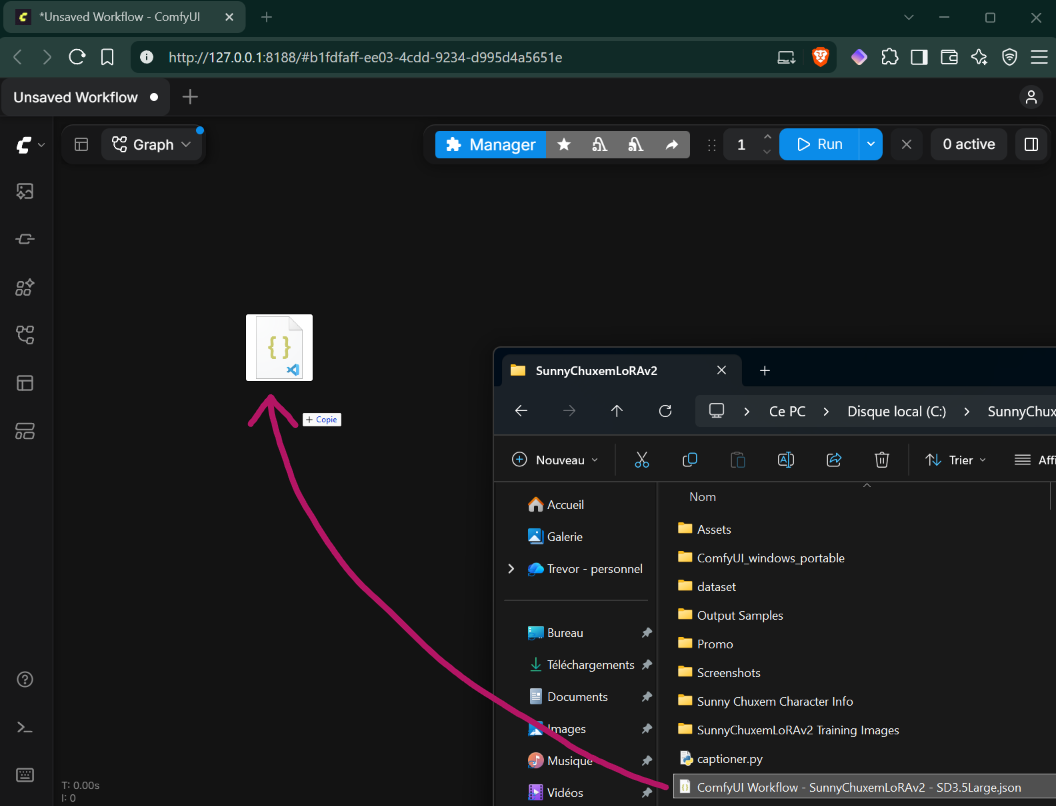 *Unsaved Workflow - ComfyUI
http://127.0.0.1:8188/#b1fdfaff-ee03-4cdd-9234-d995d4a5651e
Unsaved Workflow
Graph
Manager
1
Run
0 active
+ Copie
SunnyChuxemLoRAv2
Ce PC
Disque local (C:)
SunnyChux
Nouveau
Trier
Affi
Nom
Accueil
Galerie
Trevor - personnel
Bureau
Téléchargements
Documents
Images
Musique
Vidéos
Assets
ComfyUI_windows_portable
dataset
Output Samples
Promo
Screenshots
Sunny Chuxem Character Info
SunnyChuxemLoRAv2 Training Images
captioner.py
ComfyUI Workflow - SunnyChuxemLoRAv2 - SD3.5Large.json
T: 0.00s
I: 0